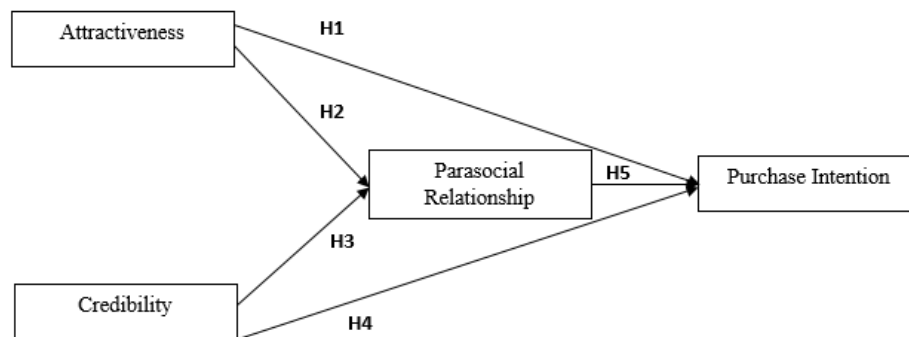 Attractiveness
H1
H2
Parasocial
Relationship
H5
Purchase Intention
H3
Credibility
H4